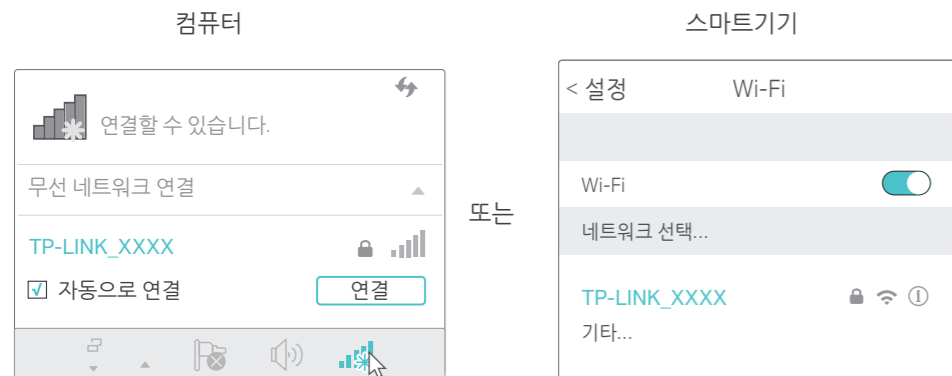 컴퓨터
연결할 수 있습니다.
무선 네트워크 연결
TP-LINK_XXXX
자동으로 연결
연결
또는
스마트기기
< 설정 Wi-Fi
Wi-Fi
네트워크 선택...
TP-LINK_XXXX
기타...